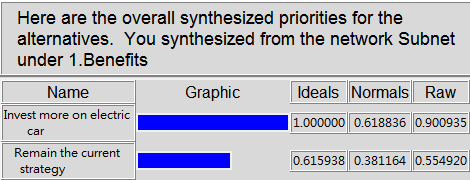 Here are the overall synthesized priorities for the
alternatives. You synthesized from the network Subnet
under 1.Benefits
Name Graphic Ideals Normals Raw
Invest more on electric
car
1.000000 0.618836 0.900935
Remain the current
strategy
0.615938 0.381164 0.554920